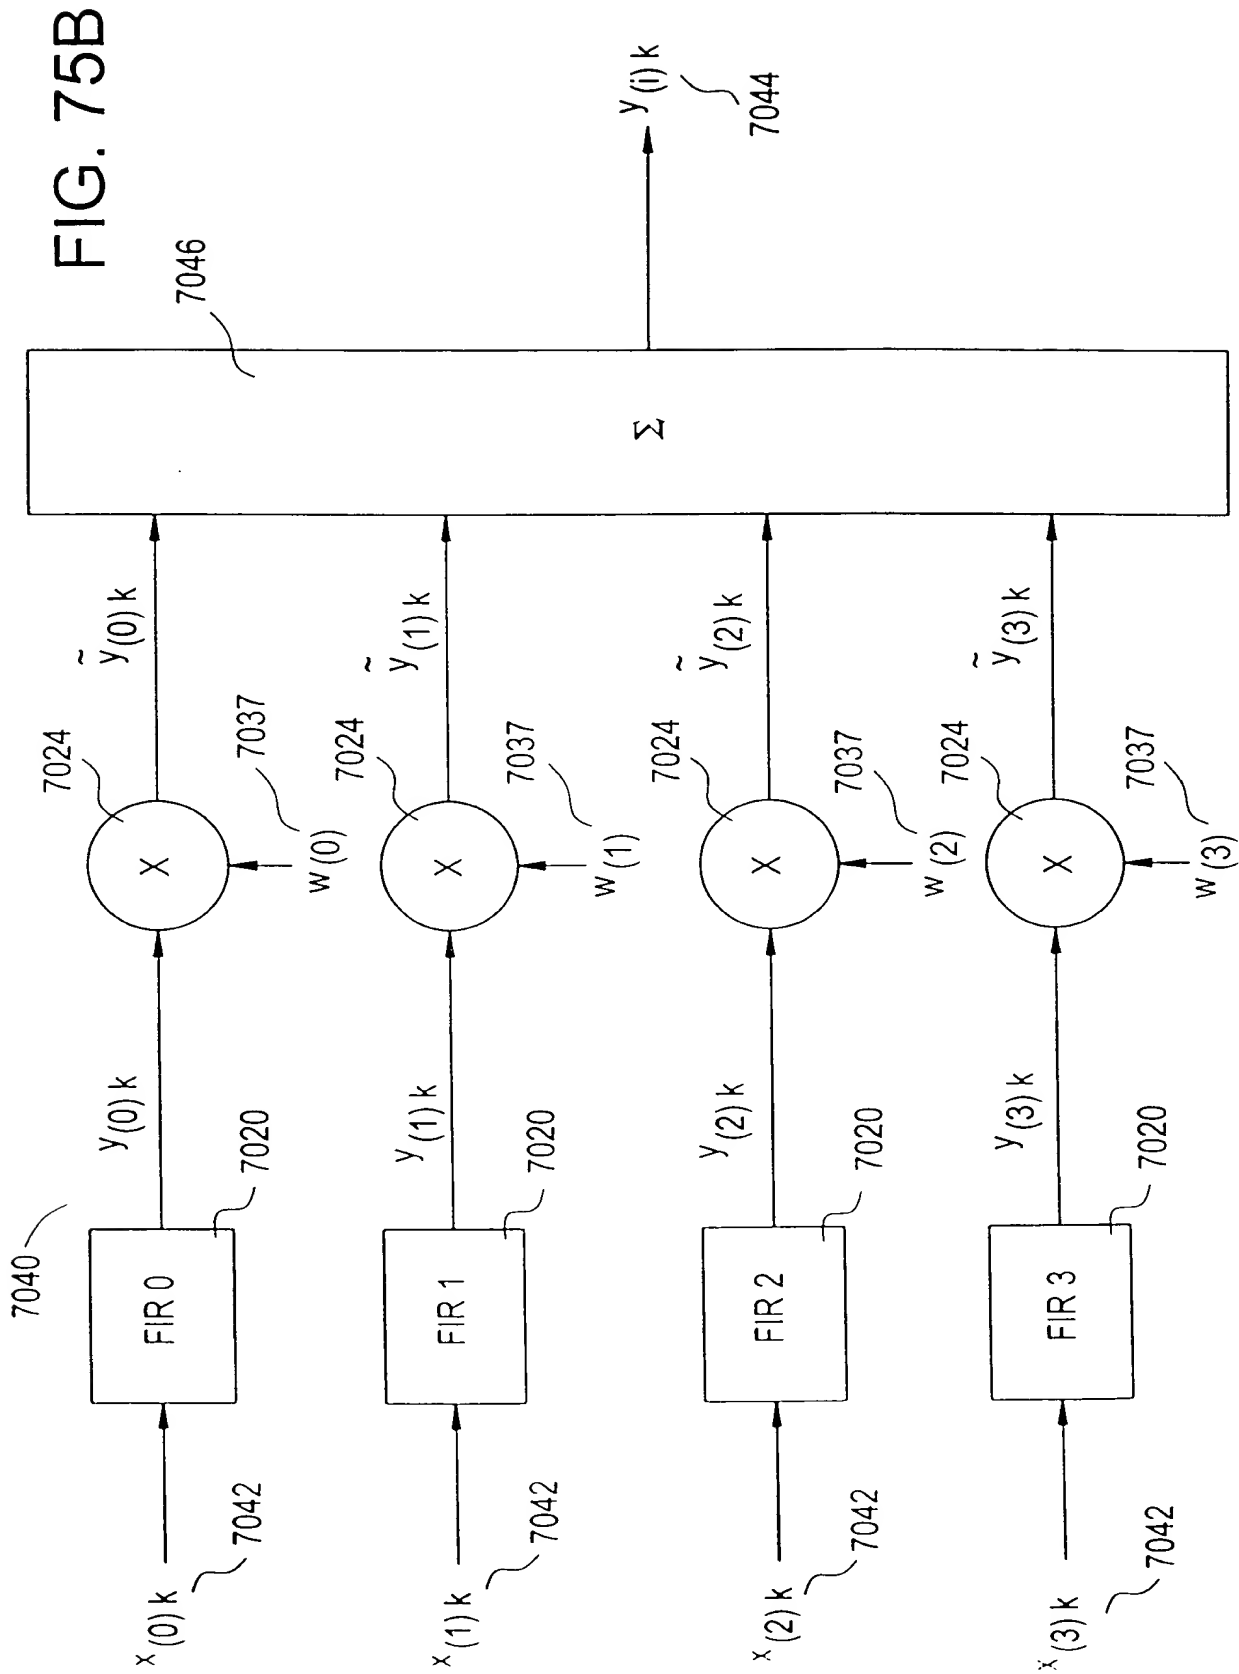 FIG. 75B
7040
x(0)k
7042
FIR 0
7020
y(0)k
7024
X
w(0)
7037
ỹ(0)k
x(1)k
7042
FIR 1
7020
y(1)k
7024
X
w(1)
7037
ỹ(1)k
x(2)k
7042
FIR 2
7020
y(2)k
7024
X
w(2)
7037
ỹ(2)k
x(3)k
7042
FIR 3
7020
y(3)k
7024
X
w(3)
7037
ỹ(3)k
Σ
7046
y(i)k
7044